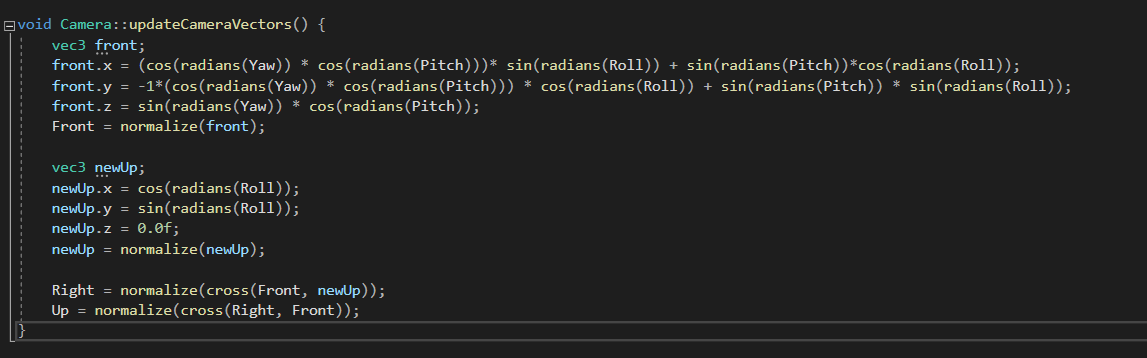 void Camera::updateCameraVectors() {
    vec3 front;
    front.x = (cos(radians(Yaw)) * cos(radians(Pitch)))* sin(radians(Roll)) + sin(radians(Pitch))*cos(radians(Roll));
    front.y = -1*(cos(radians(Yaw)) * cos(radians(Pitch))) * cos(radians(Roll)) + sin(radians(Pitch)) * sin(radians(Roll));
    front.z = sin(radians(Yaw)) * cos(radians(Pitch));
    Front = normalize(front);

    vec3 newUp;
    newUp.x = cos(radians(Roll));
    newUp.y = sin(radians(Roll));
    newUp.z = 0.0f;
    newUp = normalize(newUp);

    Right = normalize(cross(Front, newUp));
    Up = normalize(cross(Right, Front));
}